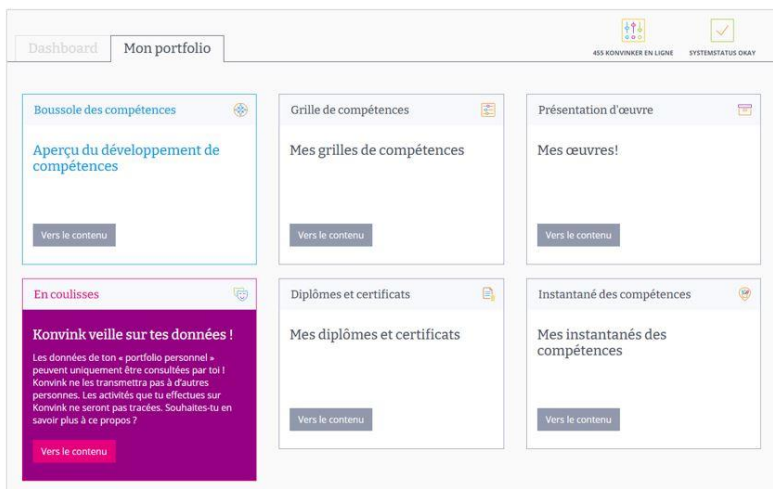 Dashboard
Mon portfolio
455 KONVINKER EN LIGNE
SYSTEMSTATUS OKAY
Boussole des compétences
Aperçu du développement de
compétences
Vers le contenu
Grille de compétences
Mes grilles de compétences
Vers le contenu
Présentation d'œuvre
Mes œuvres!
Vers le contenu
En coulisses
Konvink veille sur tes données !
Les données de ton « portfolio personnel »
peuvent uniquement être consultées par toi !
Konvink ne les transmettra pas à d'autres
personnes. Les activités que tu effectues sur
Konvink ne seront pas tracées. Souhaites-tu en
savoir plus à ce propos ?
Vers le contenu
Diplômes et certificats
Mes diplômes et certificats
Vers le contenu
Instantané des compétences
Mes instantanés des
compétences
Vers le contenu